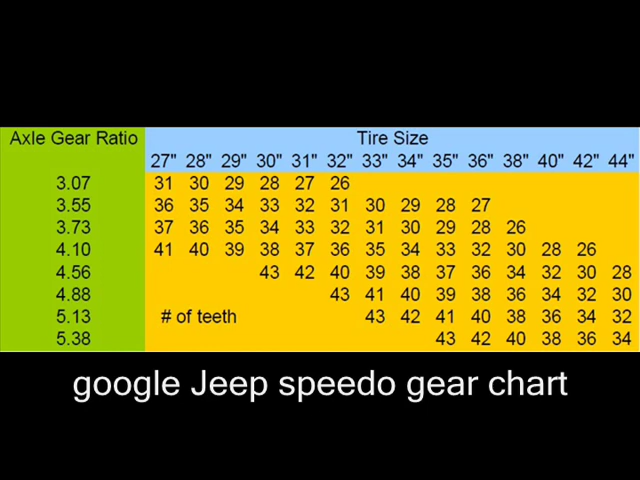 Axle Gear Ratio Tire Size
27" 28" 29" 30" 31" 32" 33" 34" 35" 36" 38" 40" 42" 44"
3.07 31 30 29 28 27 26
3.55 36 35 34 33 32 31 30 29 28 27
3.73 37 36 35 34 33 32 31 30 29 28 26
4.10 41 40 39 38 37 36 35 34 33 32 30 28 26
4.56 43 42 40 39 38 37 36 34 32 30 28
4.88 43 41 40 39 38 36 34 32 30
5.13 # of teeth 43 42 41 40 38 36 34 32
5.38 43 42 40 38 36 34
google Jeep speedo gear chart